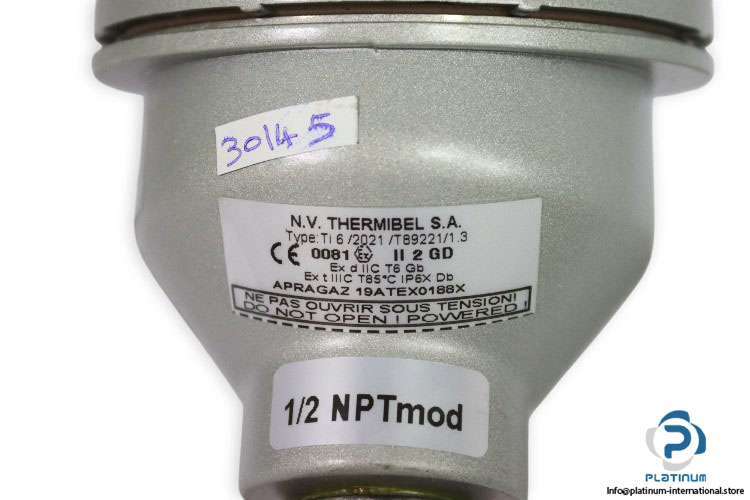 30145
N.V. THERMIBEL S.A.
Type: Ti 6 /2021 /T89221/1.3
CE 0081 Ex II 2 GD
Ex d IIC T6 Gb
Ex t IIIC T85°C IP6X Db
APRAGAZ 19ATEX0188X
NE PAS OUVRIR SOUS TENSION!
DO NOT OPEN ! POWERED !
1/2 NPTmod
PLATINUM
Info@platinum-international.store